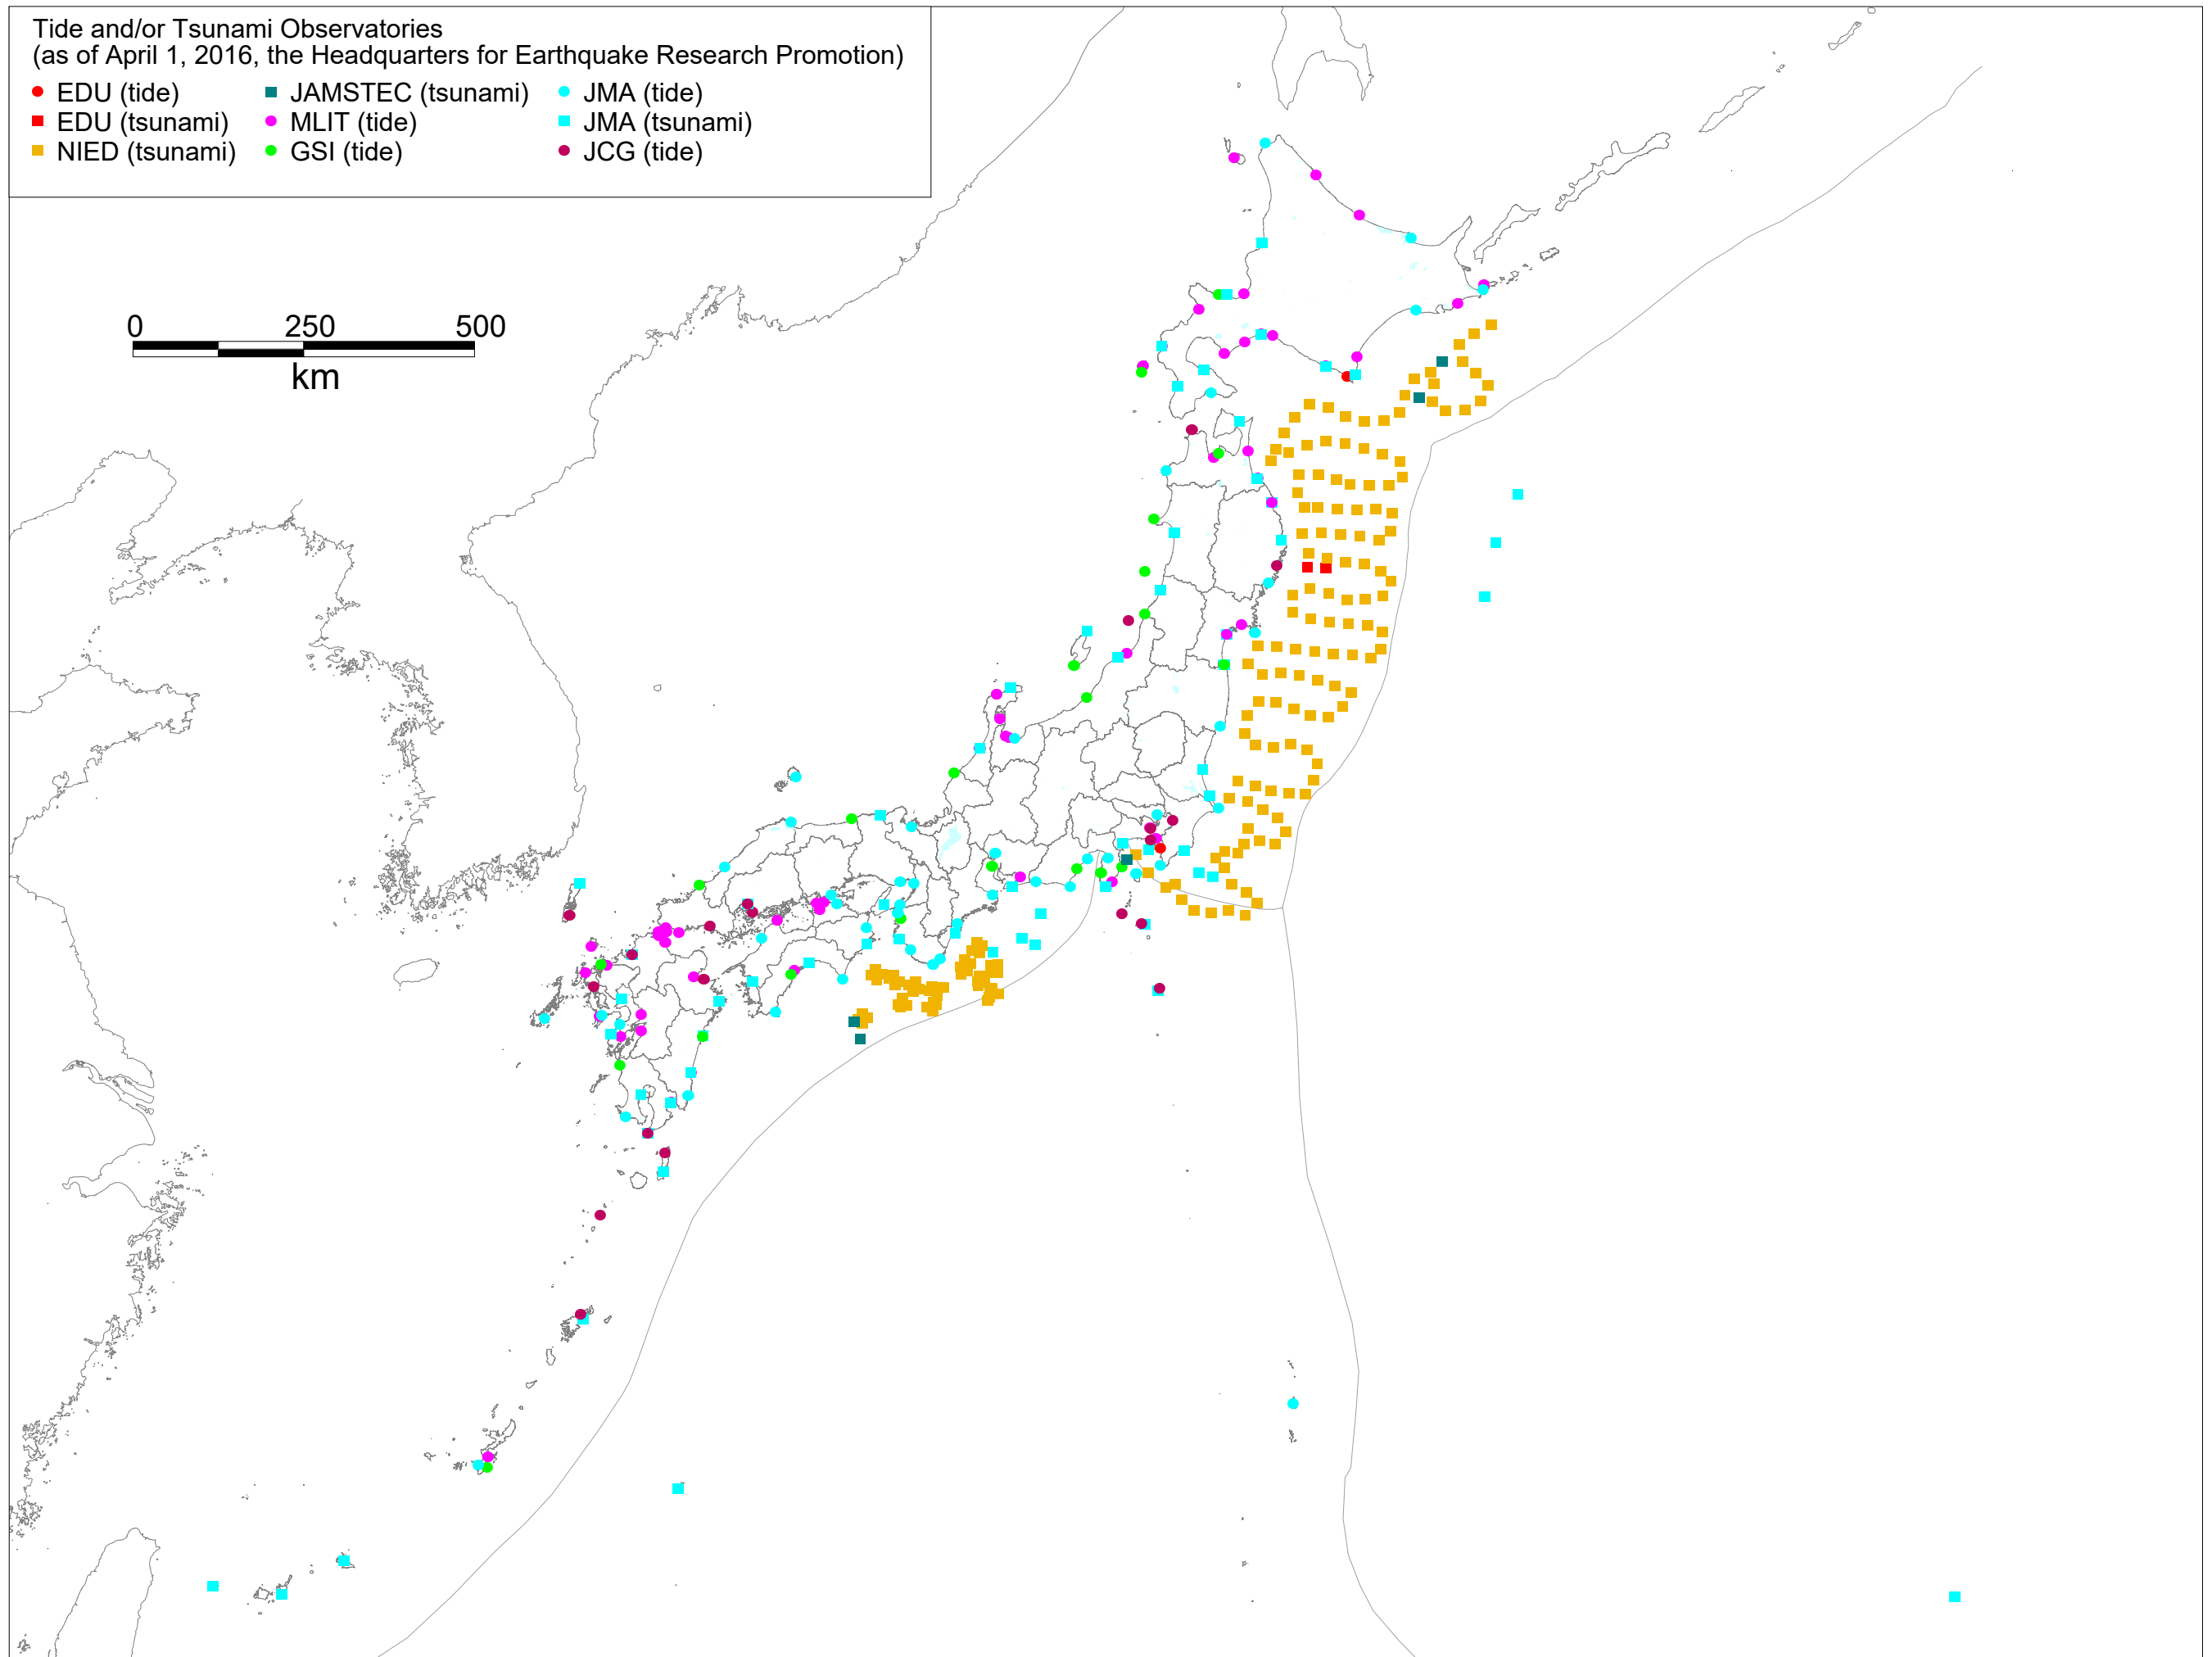 Tide and/or Tsunami Observatories
(as of April 1, 2016, the Headquarters for Earthquake Research Promotion)
EDU (tide) JAMSTEC (tsunami) JMA (tide)
EDU (tsunami) MLIT (tide) JMA (tsunami)
NIED (tsunami) GSI (tide) JCG (tide)
0 250 500
km